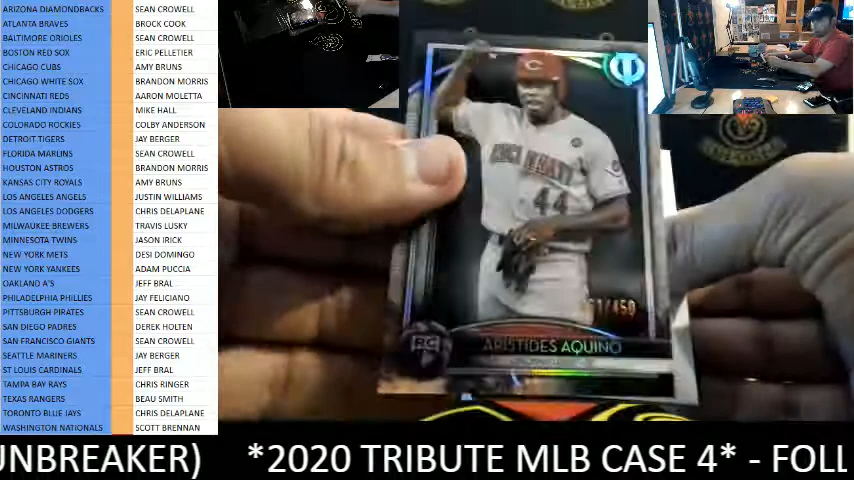 ARIZONA DIAMONDBACKS SEAN CROWELL
ATLANTA BRAVES BROCK COOK
BALTIMORE ORIOLES SEAN CROWELL
BOSTON RED SOX ERIC PELLETIER
CHICAGO CUBS AMY BRUNS
CHICAGO WHITE SOX BRANDON MORRIS
CINCINATTI REDS AARON MOLETTA
CLEVELAND INDIANS MIKE HALL
COLORADO ROCKIES COLBY ANDERSON
DETROIT TIGERS JAY BERGER
FLORIDA MARLINS SEAN CROWELL
HOUSTON ASTROS BRANDON MORRIS
KANSAS CITY ROYALS AMY BRUNS
LOS ANGELES ANGELS JUSTIN WILLIAMS
LOS ANGELES DODGERS CHRIS DELAPLANE
MILWAUKEE BREWERS TRAVIS LUSKY
MINNESOTA TWINS JASON IRICK
NEW YORK METS DESI DOMINGO
NEW YORK YANKEES ADAM PUCCIA
OAKLAND A'S JEFF BRAL
PHILADELPHIA PHILLIES JAY FELICIANO
PITTSBURGH PIRATES SEAN CROWELL
SAN DIEGO PADRES DEREK HOLTEN
SAN FRANCISCO GIANTS SEAN CROWELL
SEATTLE MARINERS JAY BERGER
ST LOUIS CARDINALS JEFF BRAL
TAMPA BAY RAYS CHRIS RINGER
TEXAS RANGERS BEAU SMITH
TORONTO BLUE JAYS CHRIS DELAPLANE
WASHINGTON NATIONALS SCOTT BRENNAN
C
CINCINNATI
44
/450
RC
ARISTIDES AQUINO
UNBREAKER) *2020 TRIBUTE MLB CASE 4* - FOLL